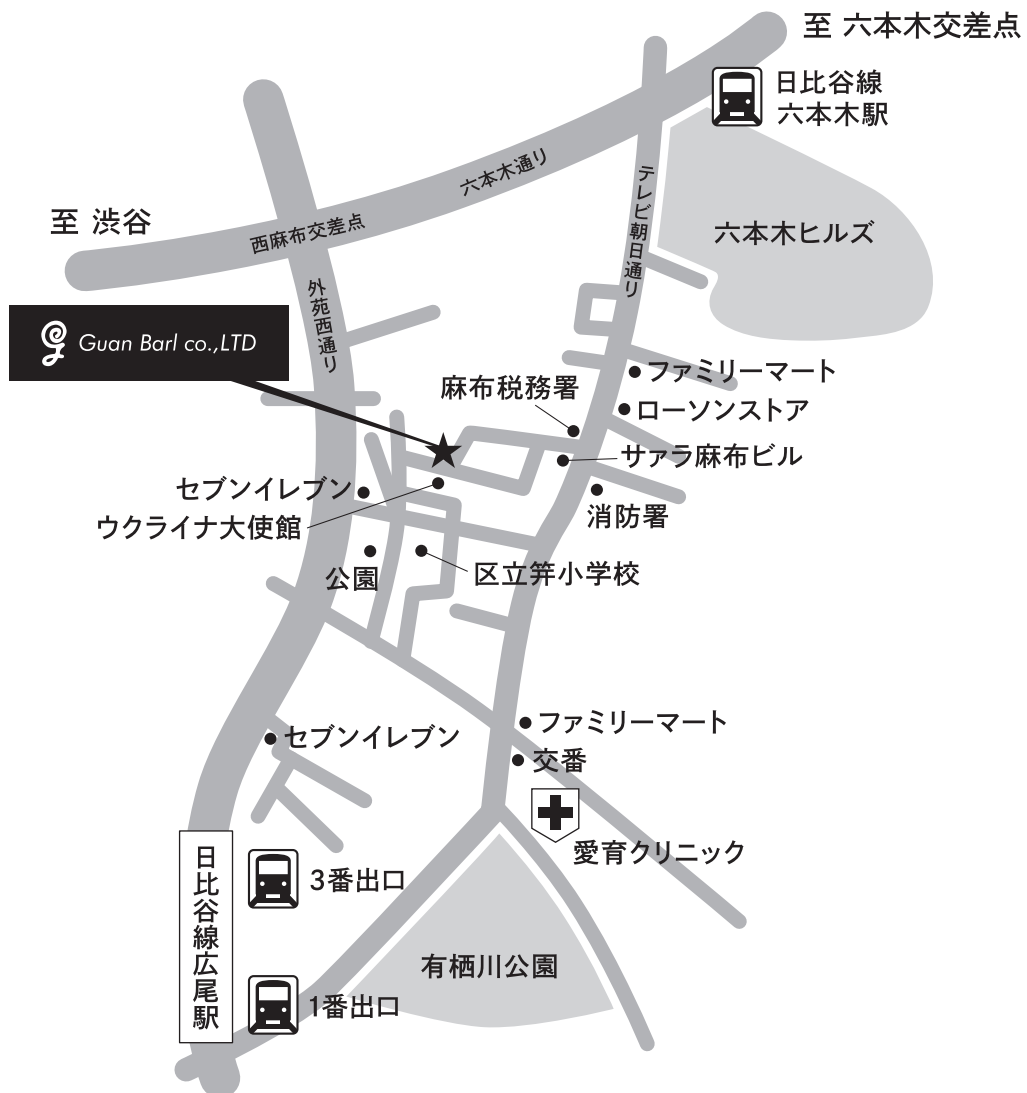 至 六本木交差点
日比谷線
六本木駅
六本木通り
テレビ朝日通り
至 渋谷
西麻布交差点
六本木ヒルズ
外苑西通り
Guan Barl co.,LTD
ファミリーマート
麻布税務署
ローソンストア
サァラ麻布ビル
セブンイレブン
消防署
ウクライナ大使館
公園
区立笄小学校
ファミリーマート
セブンイレブン
交番
愛育クリニック
日比谷線広尾駅
3番出口
有栖川公園
1番出口